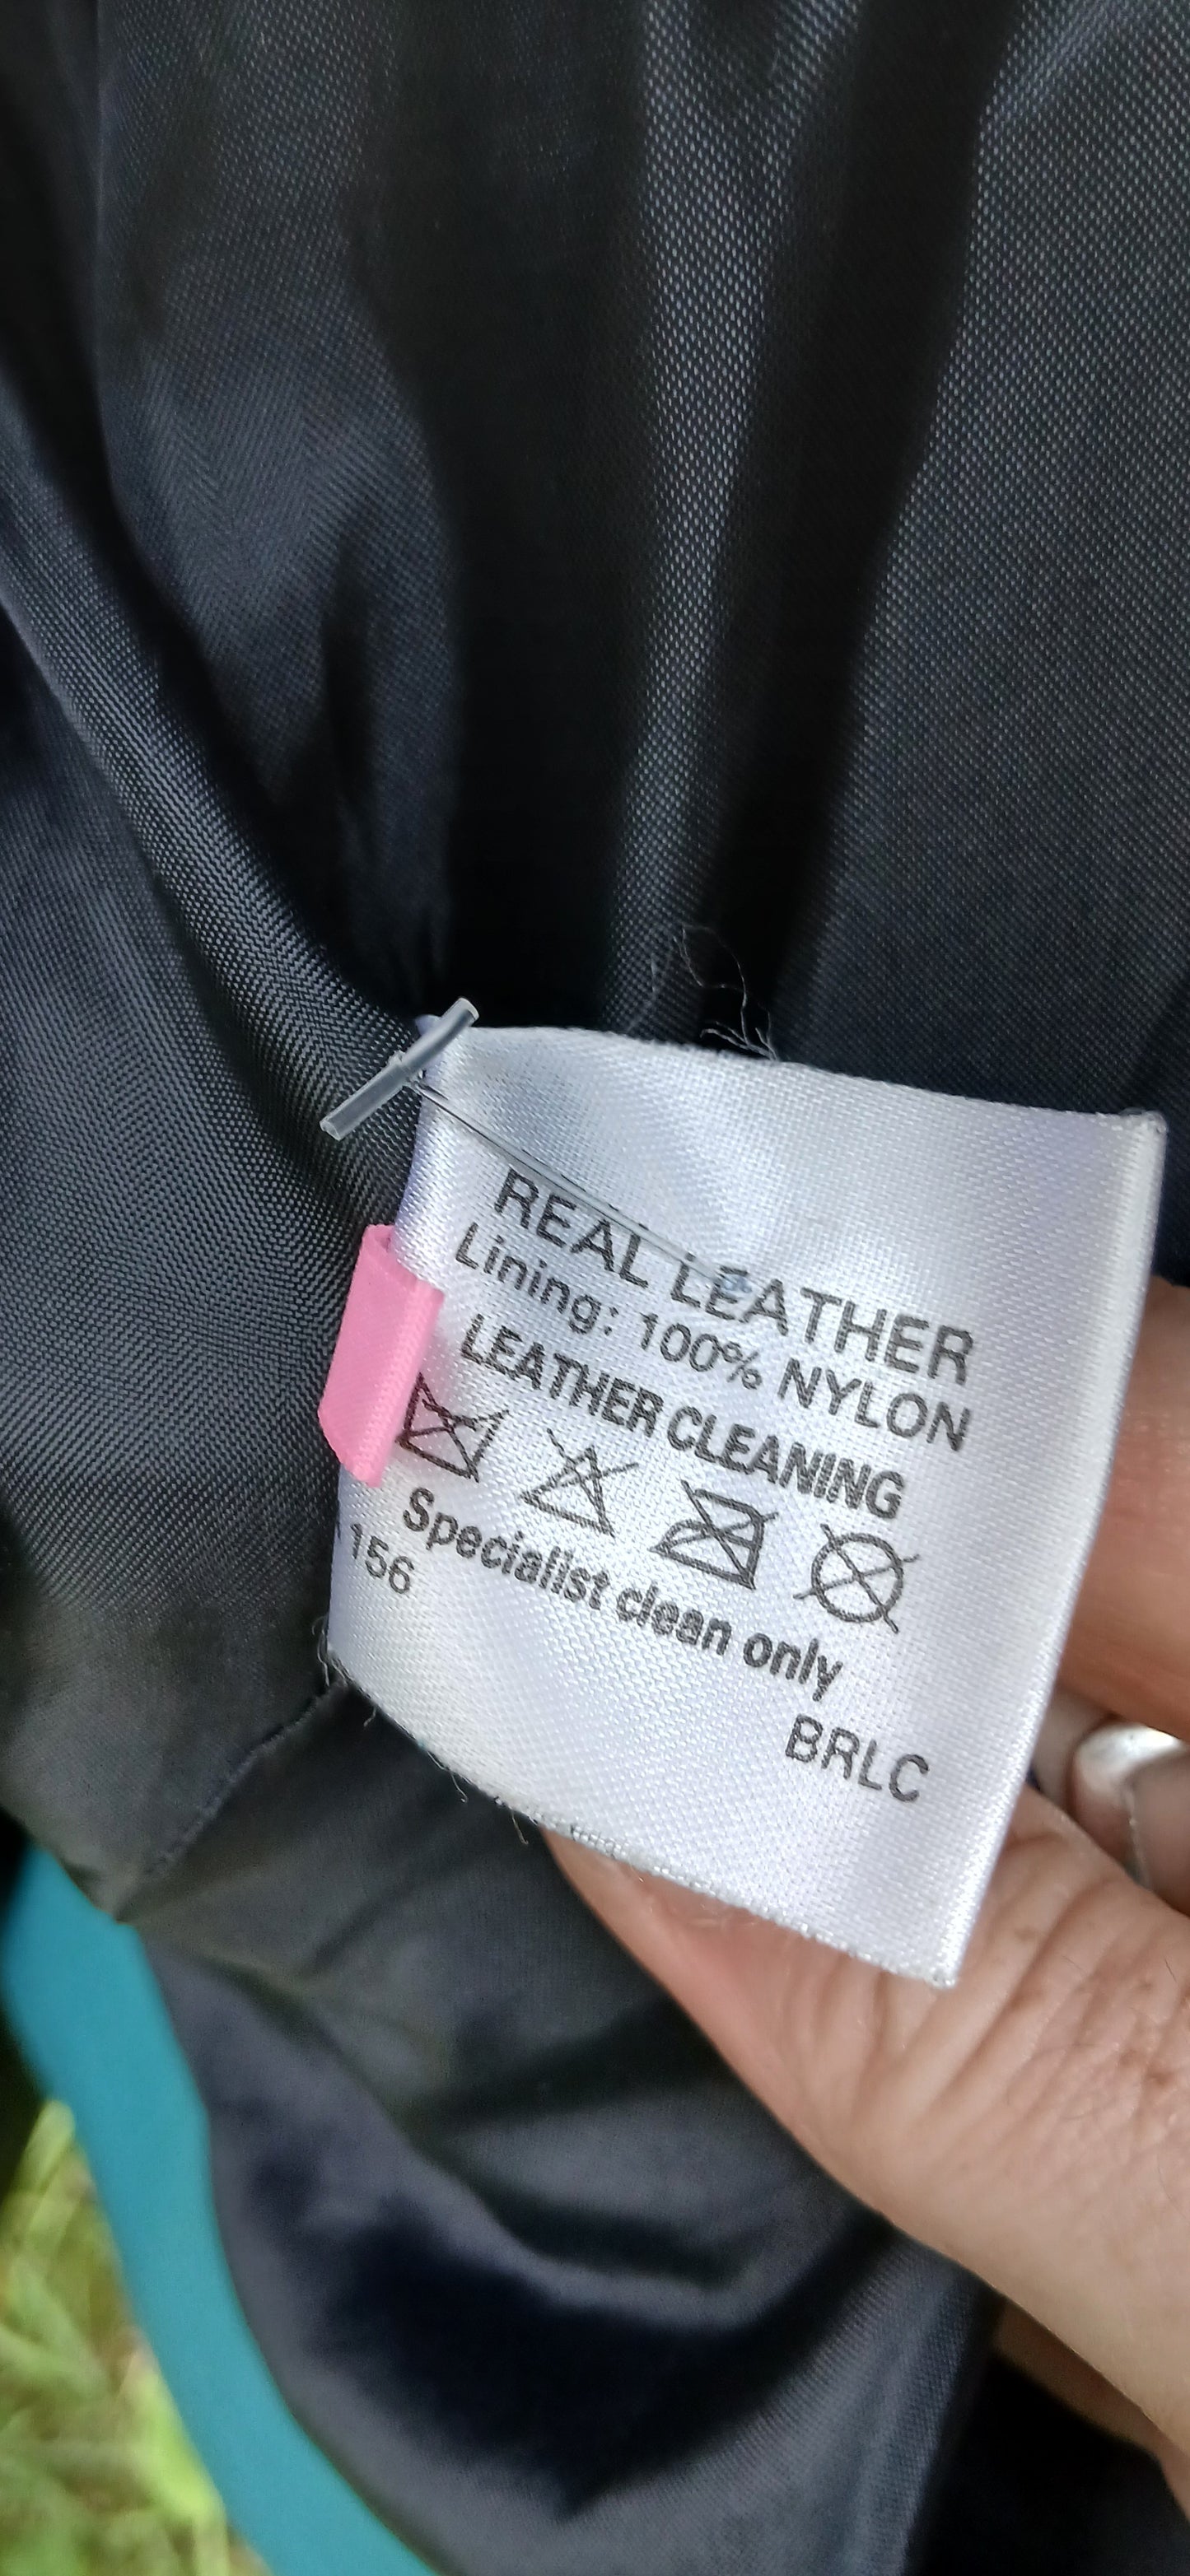 REAL LEATHER
Lining: 100% NYLON
LEATHER CLEANING
Specialist clean only
156
BRLC